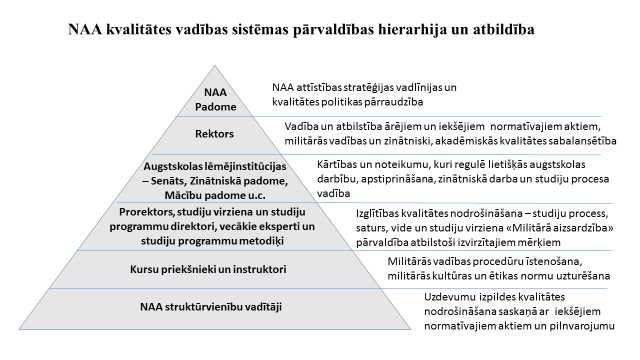 NAA kvalitātes vadības sistēmas pārvaldības hierarhija un atbildība
NAA
Padome
NAA attīstības stratēģijas vadlīnijas un
kvalitātes politikas pārraudzība
Rektors
Vadība un atbilstība ārējiem un iekšējiem normatīvajiem aktiem,
militārās vadības un zinātniski, akadēmiskās kvalitātes sabalansētība
Augstskolas lēmējinstitūcijas
– Senāts, Zinātniskā padome,
Mācību padome u.c.
Kārtības un noteikumu, kuri regulē lietišķās augstskolas
darbību, apstiprināšana, zinātniskā darba un studiju procesa
vadība
Prorektors, studiju virziena un studiju
programmu direktori, vecākie eksperti un
studiju programmu metodiķi
Izglītības kvalitātes nodrošināšana – studiju process,
saturs, vide un studiju virziena «Militārā aizsardzība»
pārvaldība atbilstoši izvirzītajiem mērķiem
Kursu priekšnieki un instruktori
Militārās vadības procedūru īstenošana,
militārās kultūras un ētikas normu uzturēšana
NAA struktūrvienību vadītāji
Uzdevumu izpildes kvalitātes
nodrošināšana saskaņā ar iekšējiem
normatīvajiem aktiem un pilnvarojumu